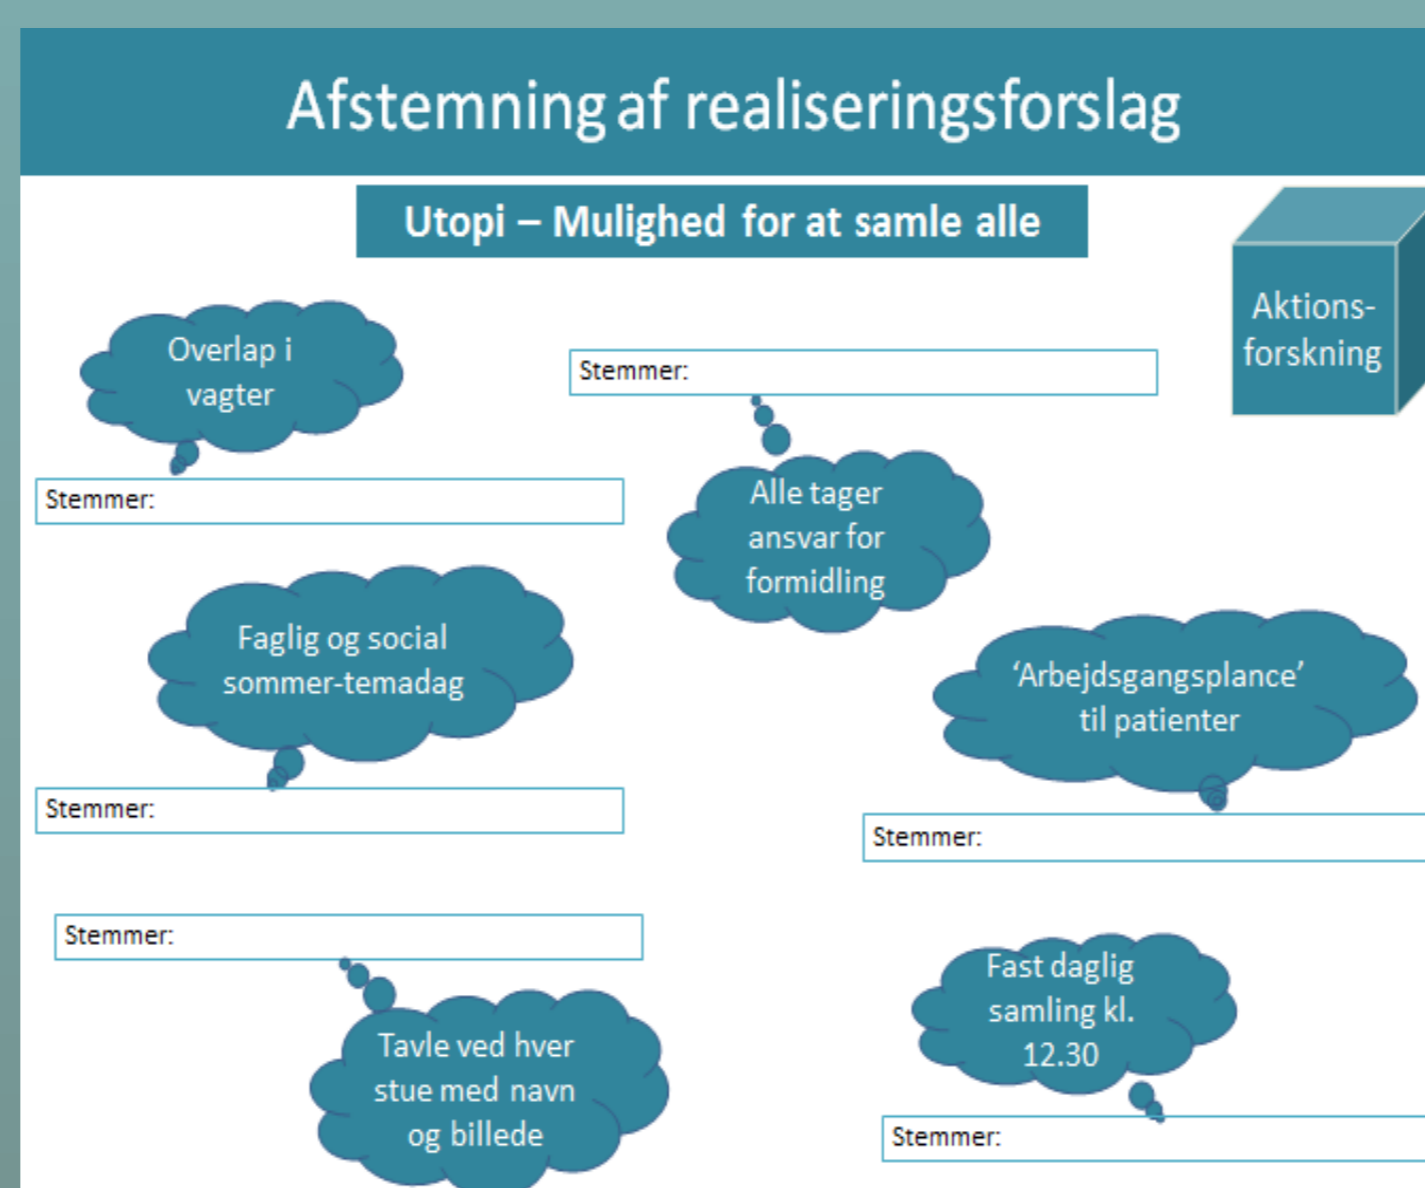 Afstemning af realiseringsforslag
Utopi – Mulighed for at samle alle
Aktions-
forskning
Overlap i
vagter
Stemmer:
Stemmer:
Alle tager
ansvar for
formidling
Faglig og social
sommer-temadag
Stemmer:
‘Arbejdsgangsplance’
til patienter
Stemmer:
Stemmer:
Tavle ved hver
stue med navn
og billede
Fast daglig
samling kl.
12.30
Stemmer: